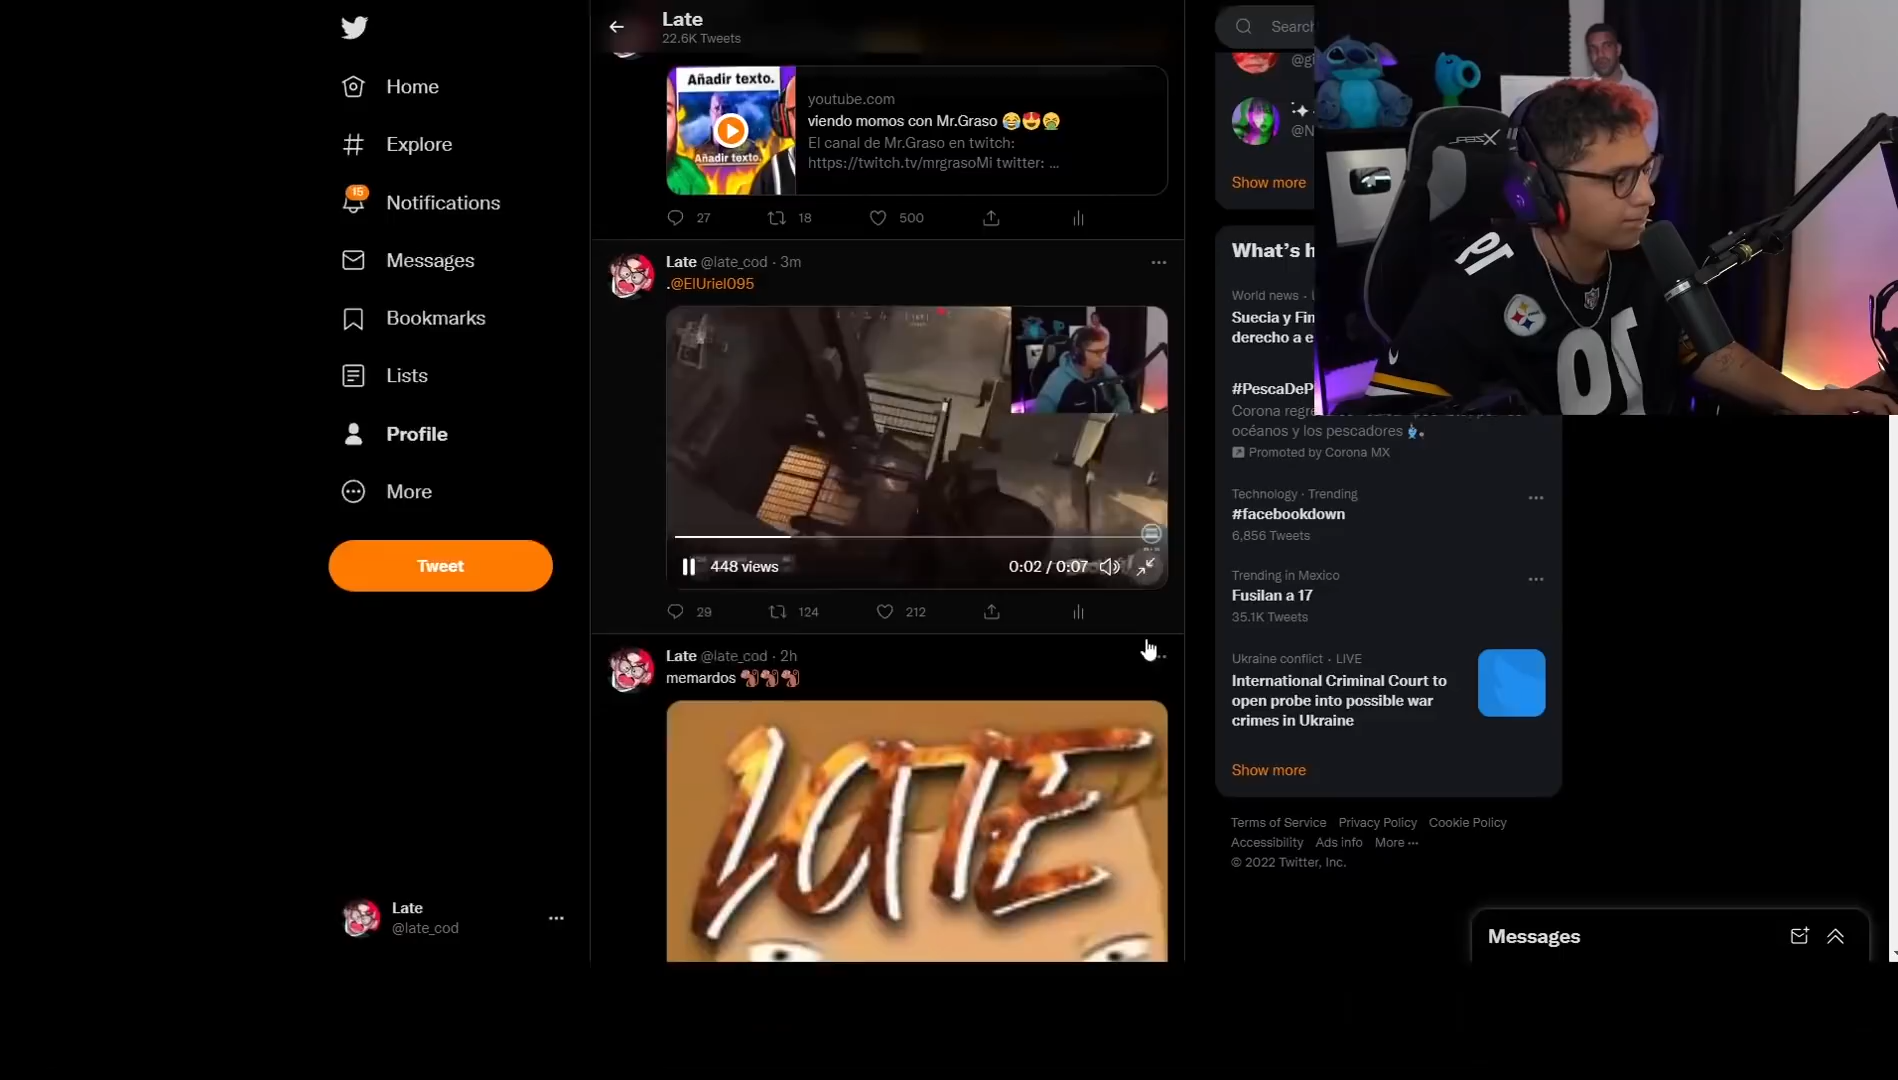 Home
Explore
15
Notifications
Messages
Bookmarks
Lists
Profile
More
Tweet
Late
@late_cod
Late
22.6K Tweets
Añadir texto.
Añadir texto.
youtube.com
viendo momos con Mr.Graso 😂😍🤮
El canal de Mr.Graso en twitch:
https://twitch.tv/mrgrasoMi twitter: ...
27 18 500
Late @late_cod · 3m
.@ElUriel095
448 views
0:02 / 0:07
29 124 212
Late @late_cod · 2h
memardos 🐿️🐿️🐿️
LATE
Search
@gi
@N
Show more
What's h
World news ·
Suecia y Fin
derecho a e
#PescaDeP
Corona regre
océanos y los pescadores
Promoted by Corona MX
Technology · Trending
#facebookdown
6,856 Tweets
Trending in Mexico
Fusilan a 17
35.1K Tweets
Ukraine conflict · LIVE
International Criminal Court to
open probe into possible war
crimes in Ukraine
Show more
Terms of Service Privacy Policy Cookie Policy
Accessibility Ads info More ···
© 2022 Twitter, Inc.
Messages